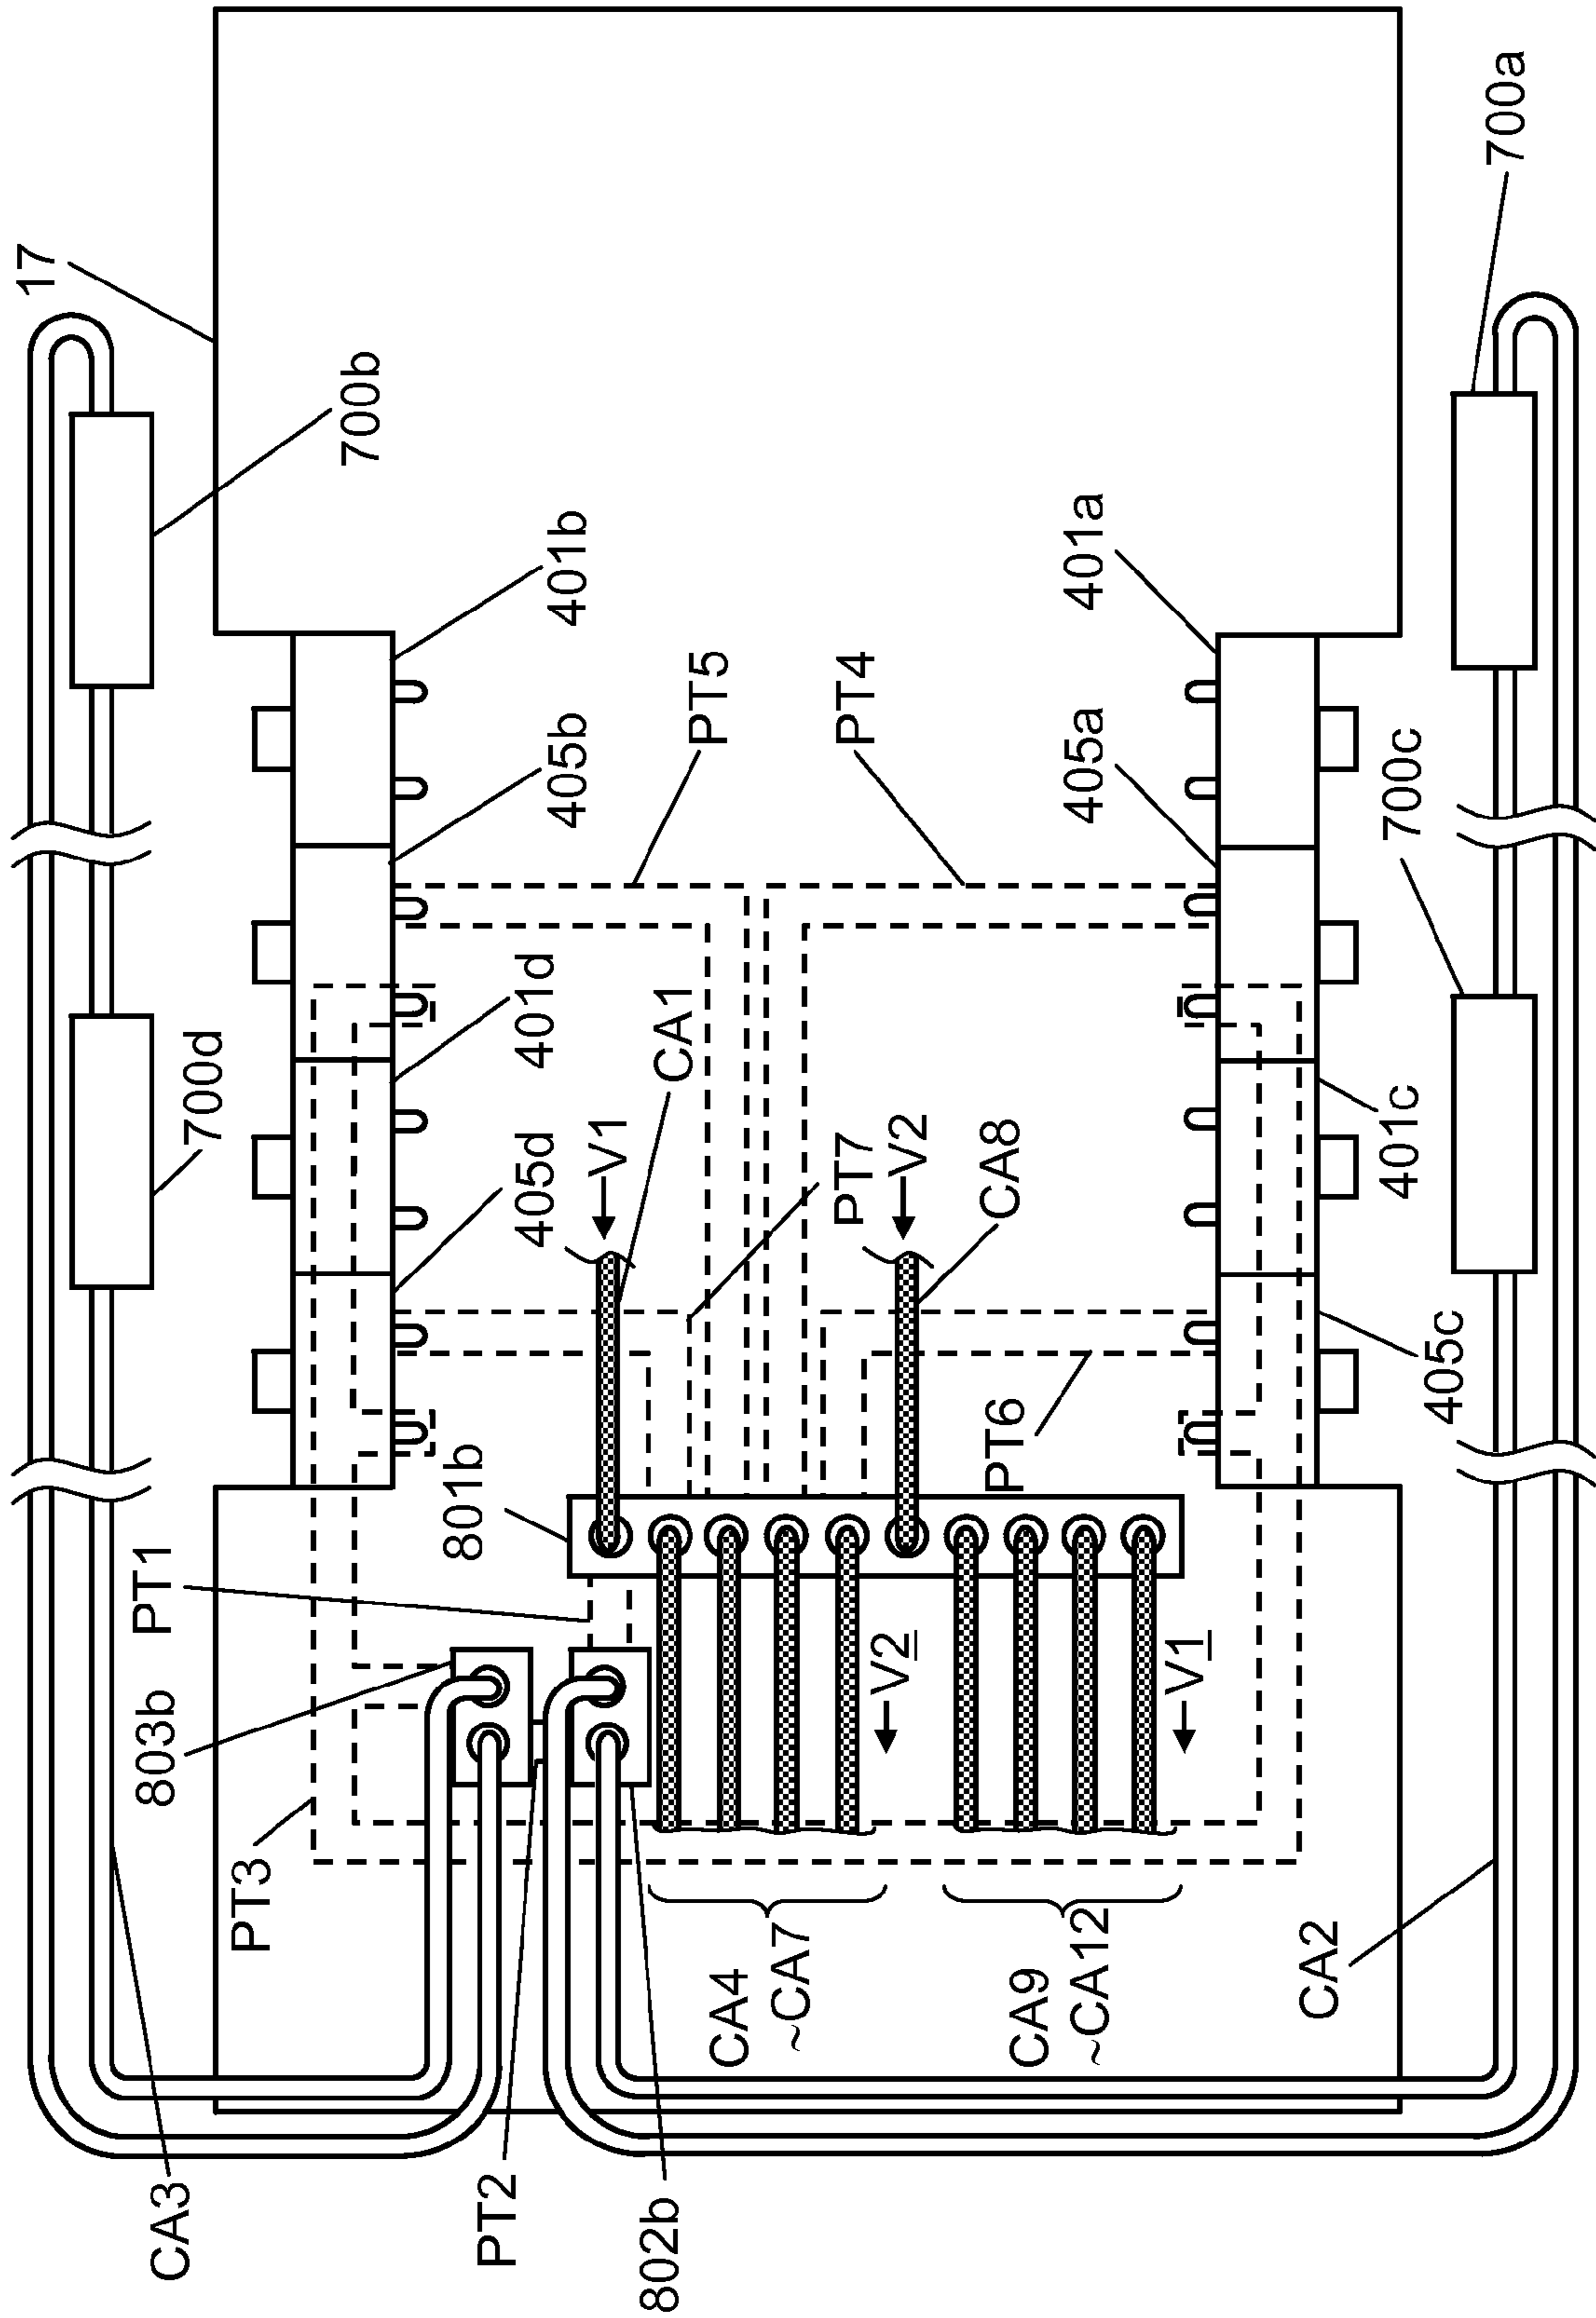 17
CA3
803b
PT1
700d
PT3
700b
801b
PT2
405d
401d
405b
401b
V1
802b
CA1
PT5
CA4
~CA7
PT7
PT4
V2
V2
PT6
CA8
CA9
~CA12
405a
401a
V1
CA2
401c
700c
405c
700a